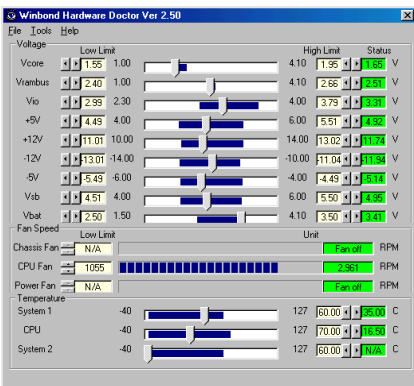 Winbond Hardware Doctor Ver 2.50
File Tools Help
Voltage
Low Limit High Limit Status
Vcore 1.55 1.00 4.10 1.95 1.65 V
Vrambus 2.40 1.00 4.10 2.66 2.51 V
Vio 2.99 2.30 4.00 3.79 3.31 V
+5V 4.49 4.00 6.00 5.51 4.92 V
+12V 11.01 10.00 14.00 13.02 11.74 V
-12V -13.01 -14.00 -10.00 -11.04 -11.94 V
-5V -5.49 -6.00 -4.00 -4.49 -5.14 V
Vsb 4.51 4.00 6.00 5.50 4.95 V
Vbat 2.50 1.50 4.10 3.50 3.41 V
Fan Speed
Low Limit Unit
Chassis Fan N/A Fan off RPM
CPU Fan 1055 2,961 RPM
Power Fan N/A Fan off RPM
Temperature
System 1 -40 127 60.00 35.00 C
CPU -40 127 70.00 16.50 C
System 2 -40 127 60.00 N/A C